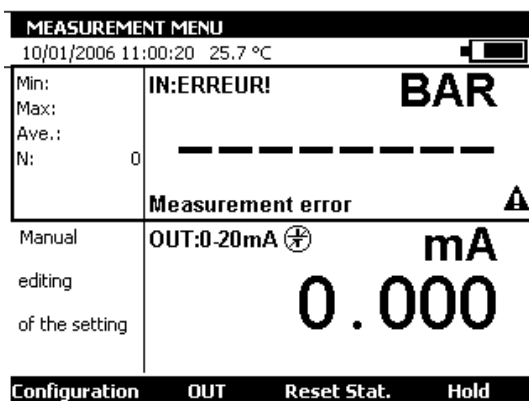 MEASUREMENT MENU
10/01/2006 11:00:20 25.7 °C
Min:
Max:
Ave.:
N: 0
IN:ERREUR!
BAR
--------
Measurement error
Manual
editing
of the setting
OUT:0-20mA
mA
0.000
Configuration OUT Reset Stat. Hold